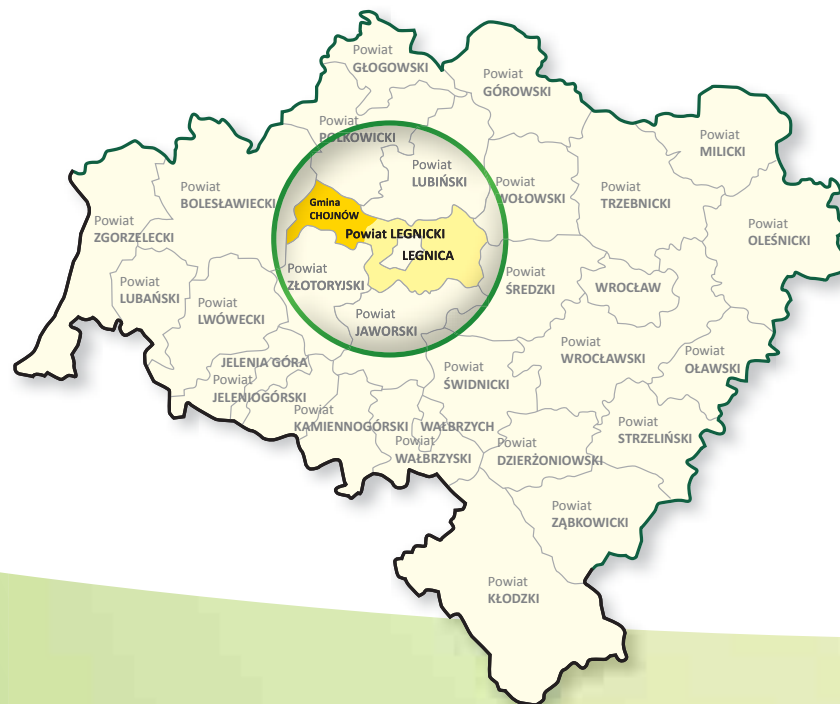 Powiat
GŁOGOWSKI
Powiat
GÓROWSKI
Powiat
POLKOWICKI
Powiat
MILICKI
Powiat
LUBIŃSKI
Powiat
BOLESŁAWIECKI
Powiat
WOŁOWSKI
Powiat
TRZEBNICKI
Gmina
CHOJNÓW
Powiat
ZGORZELECKI
Powiat
OLEŚNICKI
Powiat LEGNICKI
LEGNICA
Powiat
ZŁOTORYJSKI
Powiat
ŚREDZKI
WROCŁAW
Powiat
LUBAŃSKI
Powiat
LWÓWECKI
Powiat
JAWORSKI
Powiat
WROCŁAWSKI
Powiat
OŁAWSKI
JELENIA GÓRA
Powiat
ŚWIDNICKI
Powiat
JELENIOGÓRSKI
Powiat
KAMIENNOGÓRSKI
WAŁBRZYCH
Powiat
STRZELIŃSKI
Powiat
WAŁBRZYSKI
Powiat
DZIERŻONIOWSKI
Powiat
ZĄBKOWICKI
Powiat
KŁODZKI